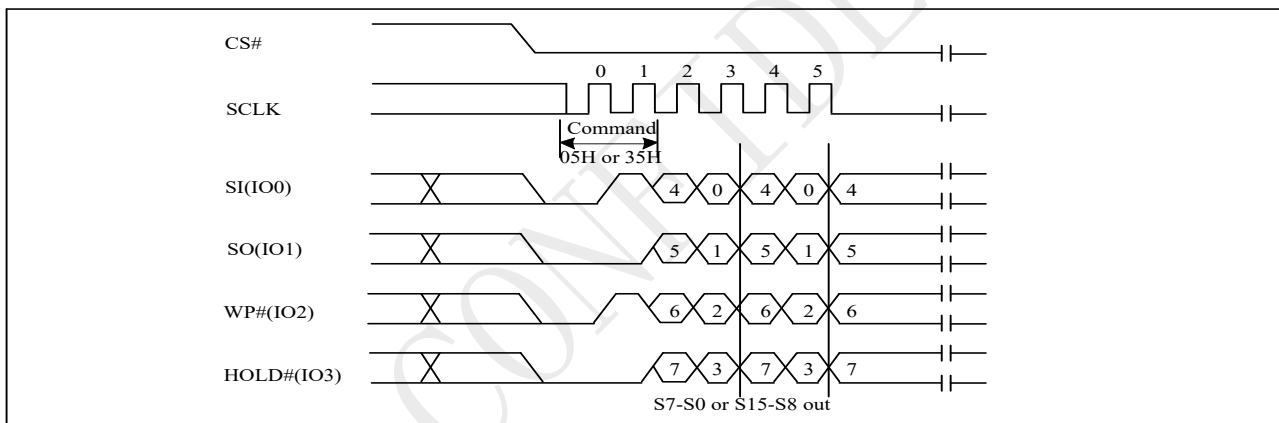 CS#
0 1 2 3 4 5
SCLK
Command
05H or 35H
SI(IO0) 4 0 4 0 4
SO(IO1) 5 1 5 1 5
WP#(IO2) 6 2 6 2 6
HOLD#(IO3) 7 3 7 3 7
S7-S0 or S15-S8 out